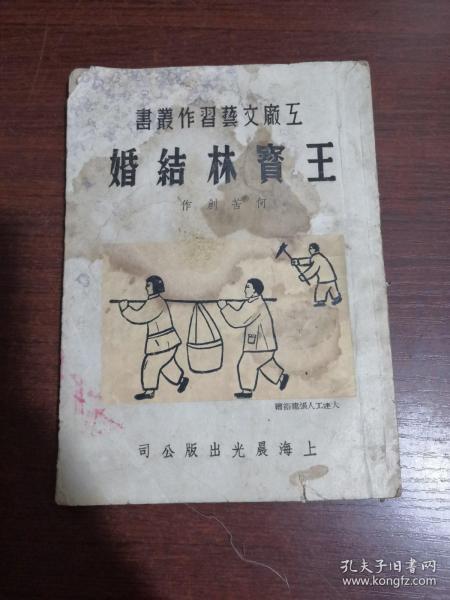 工廠文藝習作叢書
王寶林結婚
何苦創作
大連工人張繪
上海晨光出版公司
孔夫子旧书网
www.kongfz.com